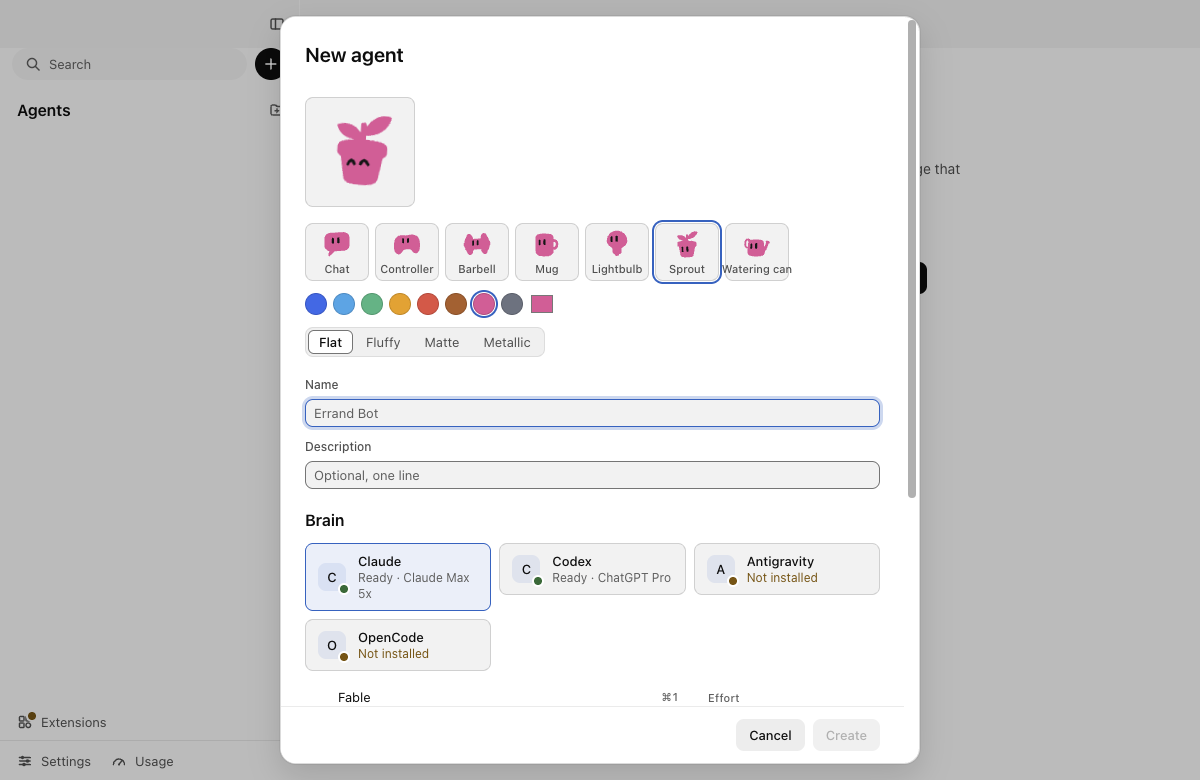 Search
Agents
ge that
New agent
Chat
Controller
Barbell
Mug
Lightbulb
Sprout
Watering can
Flat
Fluffy
Matte
Metallic
Name
Errand Bot
Description
Optional, one line
Brain
C
Claude
Ready · Claude Max
5x
C
Codex
Ready · ChatGPT Pro
A
Antigravity
Not installed
O
OpenCode
Not installed
Fable
⌘1
Effort
Cancel
Create
Extensions
Settings
Usage